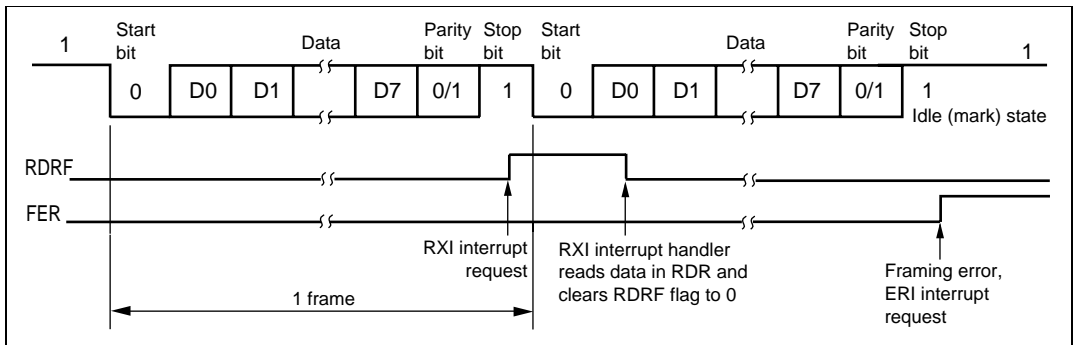 1
Start bit
Data
Parity bit
Stop bit
Start bit
Data
Parity bit
Stop bit
1
0
D0
D1
D7
0/1
1
0
D0
D1
D7
0/1
1
Idle (mark) state
RDRF
FER
RXI interrupt
request
RXI interrupt handler
reads data in RDR and
clears RDRF flag to 0
Framing error,
ERI interrupt
request
1 frame